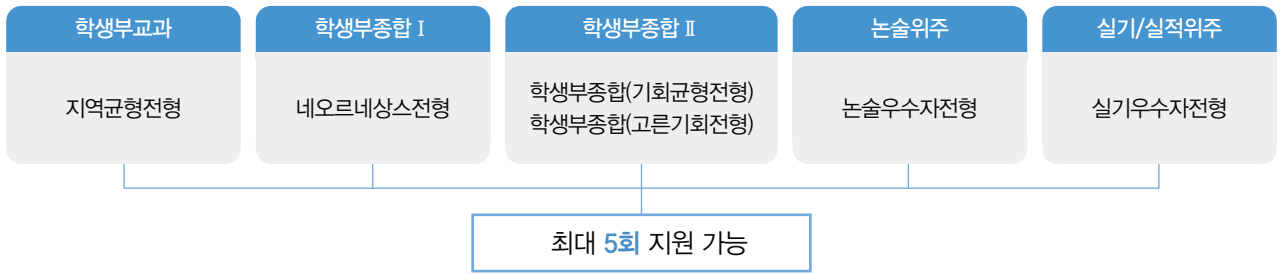 학생부교과
지역균형전형
학생부종합 Ⅰ
네오르네상스전형
학생부종합 Ⅱ
학생부종합(기회균형전형)
학생부종합(고른기회전형)
논술위주
논술우수자전형
실기/실적위주
실기우수자전형
최대 5회 지원 가능